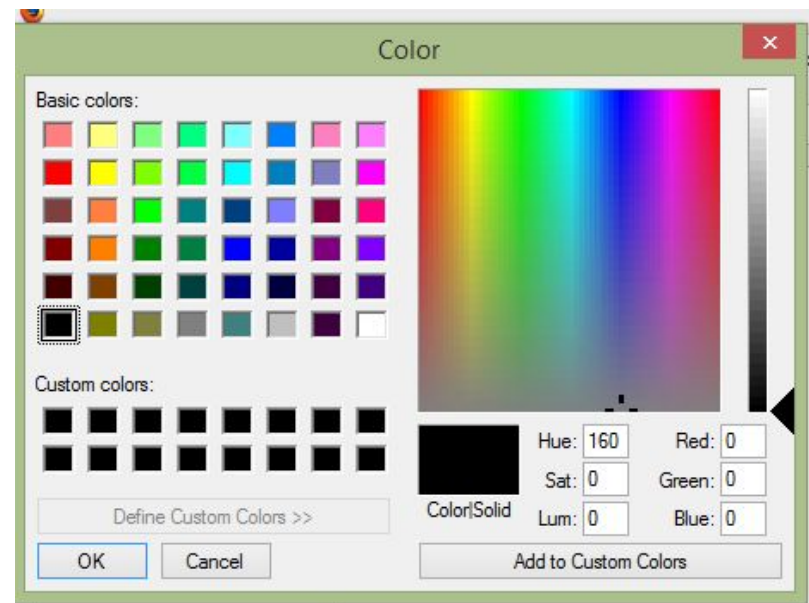 Color
Basic colors:
Custom colors:
Define Custom Colors >>
OK Cancel
Color|Solid
Hue: 160 Red: 0
Sat: 0 Green: 0
Lum: 0 Blue: 0
Add to Custom Colors